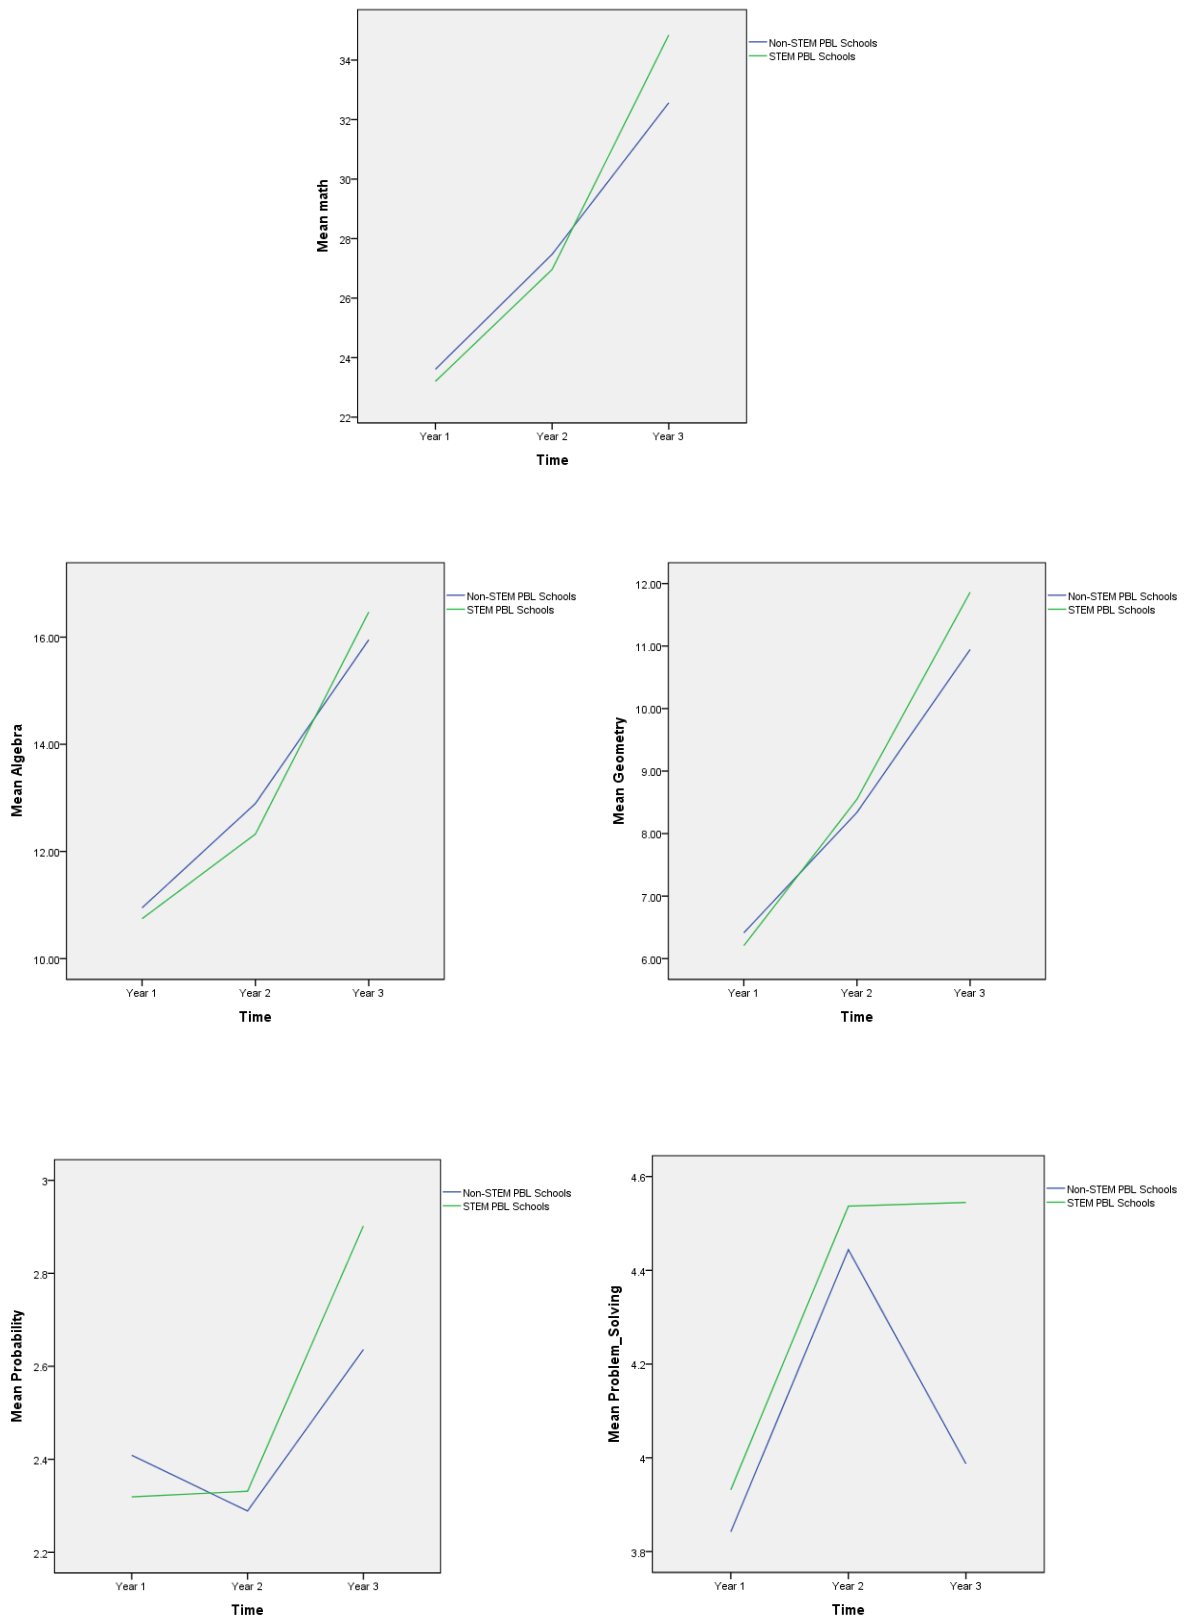 Non-STEM PBL Schools
STEM PBL Schools
34
32
30
28
26
24
22
Mean math
Year 1 Year 2 Year 3
Time
Non-STEM PBL Schools
STEM PBL Schools
16.00
14.00
12.00
10.00
Mean Algebra
Year 1 Year 2 Year 3
Time
Non-STEM PBL Schools
STEM PBL Schools
12.00
11.00
10.00
9.00
8.00
7.00
6.00
Mean Geometry
Year 1 Year 2 Year 3
Time
Non-STEM PBL Schools
STEM PBL Schools
3
2.8
2.6
2.4
2.2
Mean Probability
Year 1 Year 2 Year 3
Time
Non-STEM PBL Schools
STEM PBL Schools
4.6
4.4
4.2
4
3.8
Mean Problem_Solving
Year 1 Year 2 Year 3
Time